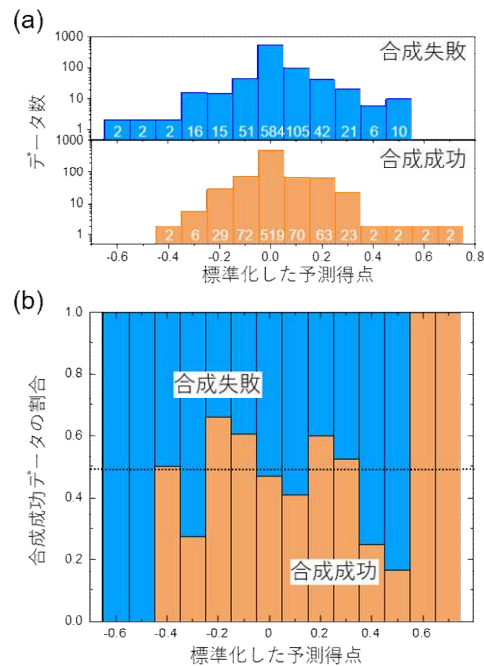 (a)
1000
100
10
1
合成失敗
2 2 2 16 15 51 584 105 42 21 6 10
データ数
1000
100
10
1
合成成功
2 6 29 72 519 70 63 23 2 2 2 2
-0.6 -0.4 -0.2 0.0 0.2 0.4 0.6 0.8
標準化した予測得点
(b)
合成成功データの割合
1.0
0.8
0.6
0.4
0.2
0.0
合成失敗
合成成功
-0.6 -0.4 -0.2 0 0.2 0.4 0.6
標準化した予測得点